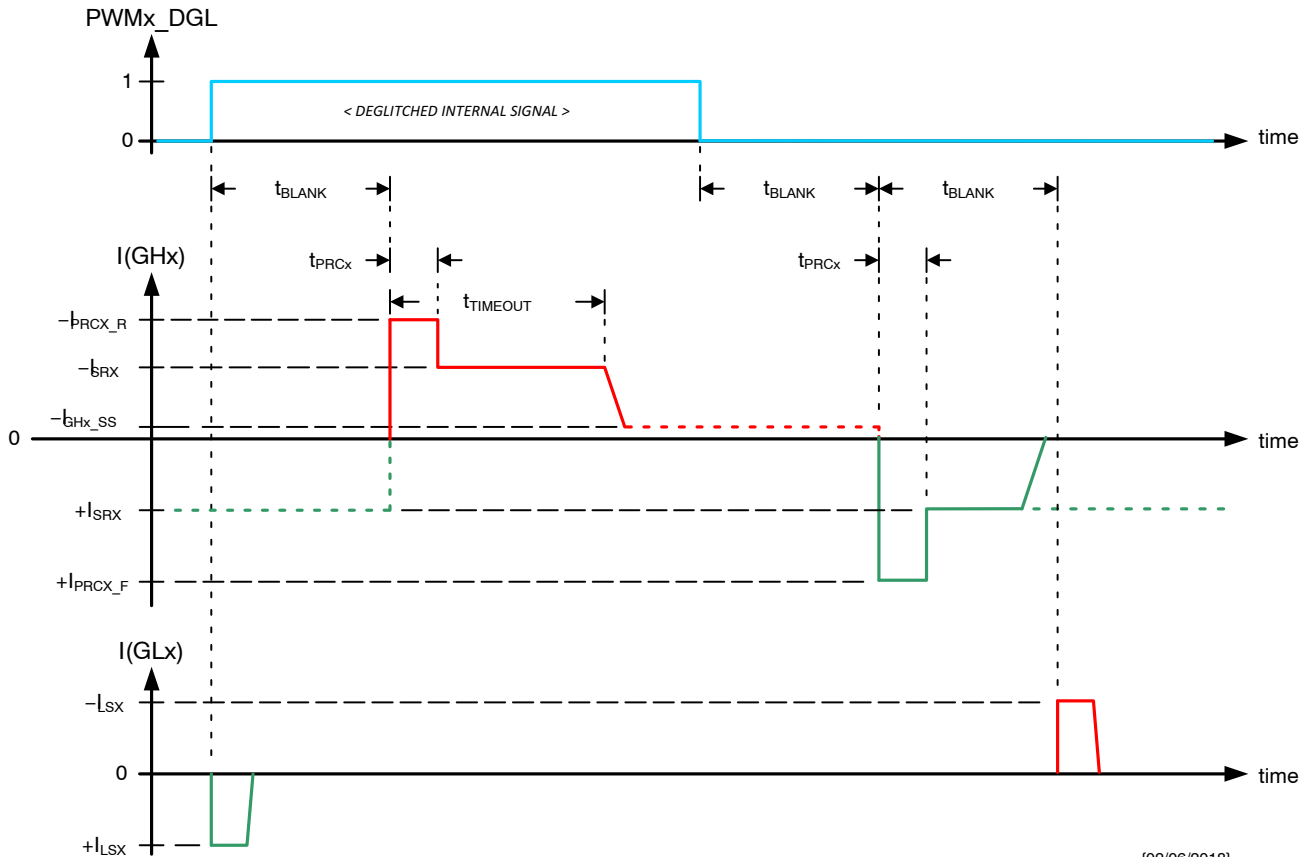 PWMx_DGL
1
< DEGLITCHED INTERNAL SIGNAL >
0
time
tBLANK
tBLANK
tBLANK
I(GHx)
tPRCx
tPRCx
tTIMEOUT
–IPRCX_R
–ISRX
–IGHx_SS
0
time
+ISRX
+IPRCX_F
I(GLx)
–ILSX
0
time
+ILSX